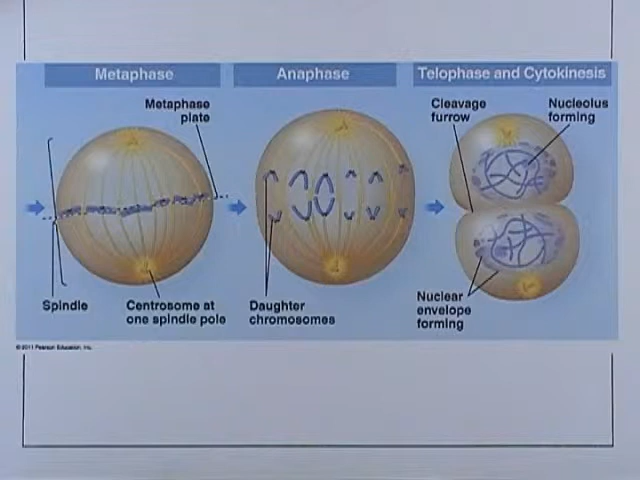 Metaphase
Anaphase
Telophase and Cytokinesis
Metaphase
plate
Cleavage
furrow
Nucleolus
forming
Spindle
Centrosome at
one spindle pole
Daughter
chromosomes
Nuclear
envelope
forming
© 2011 Pearson Education, Inc.